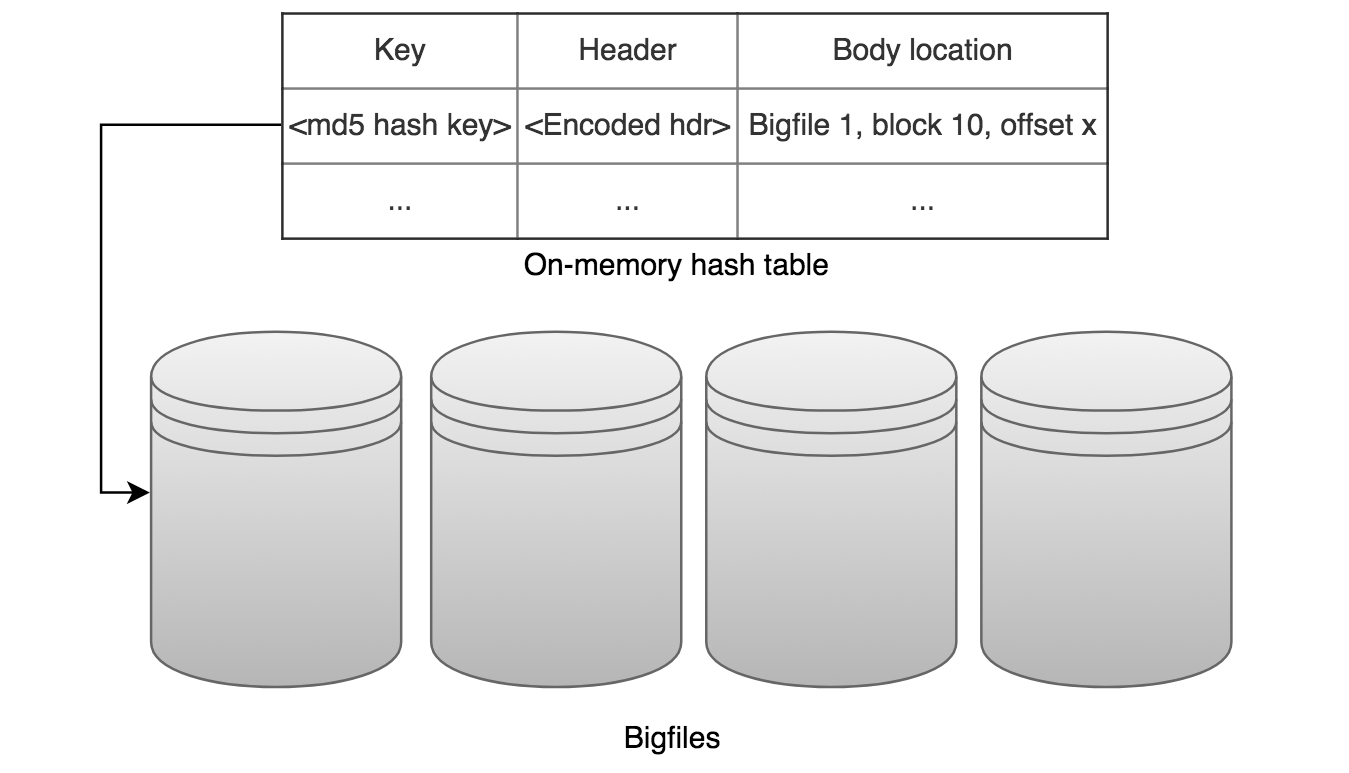 Key Header Body location
<md5 hash key> <Encoded hdr> Bigfile 1, block 10, offset x
... ... ...
On-memory hash table
Bigfiles